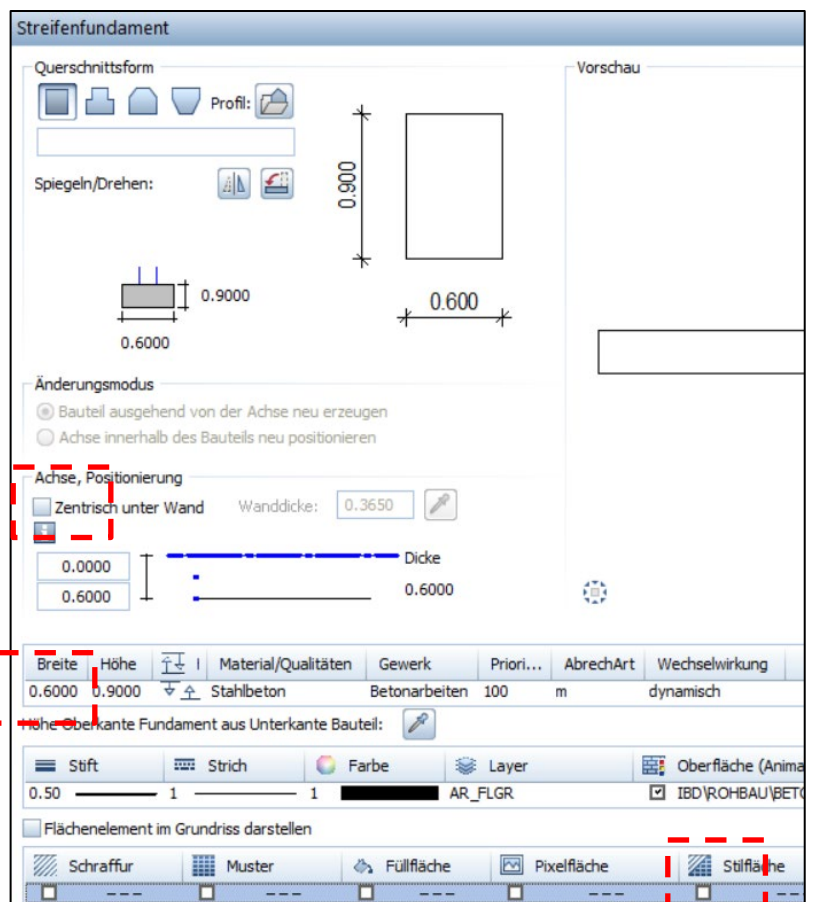 Streifenfundament
Querschnittsform
Vorschau
Profil:
Spiegeln/Drehen:
0.900
0.600
0.9000
0.6000
Änderungsmodus
Bauteil ausgehend von der Achse neu erzeugen
Achse innerhalb des Bauteils neu positionieren
Achse, Positionierung
Zentrisch unter Wand Wanddicke: 0.3650
0.0000 Dicke
0.6000 0.6000
Breite Höhe Material/Qualitäten Gewerk Priori... AbrechArt Wechselwirkung
0.6000 0.9000 Stahlbeton Betonarbeiten 100 m dynamisch
Höhe Oberkante Fundament aus Unterkante Bauteil:
Stift Strich Farbe Layer Oberfläche (Anima
0.50 1 1 AR_FLGR IBD\ROHBAU\BETO
Flächenelement im Grundriss darstellen
Schraffur Muster Füllfläche Pixelfläche Stilfläche
--- --- --- --- ---